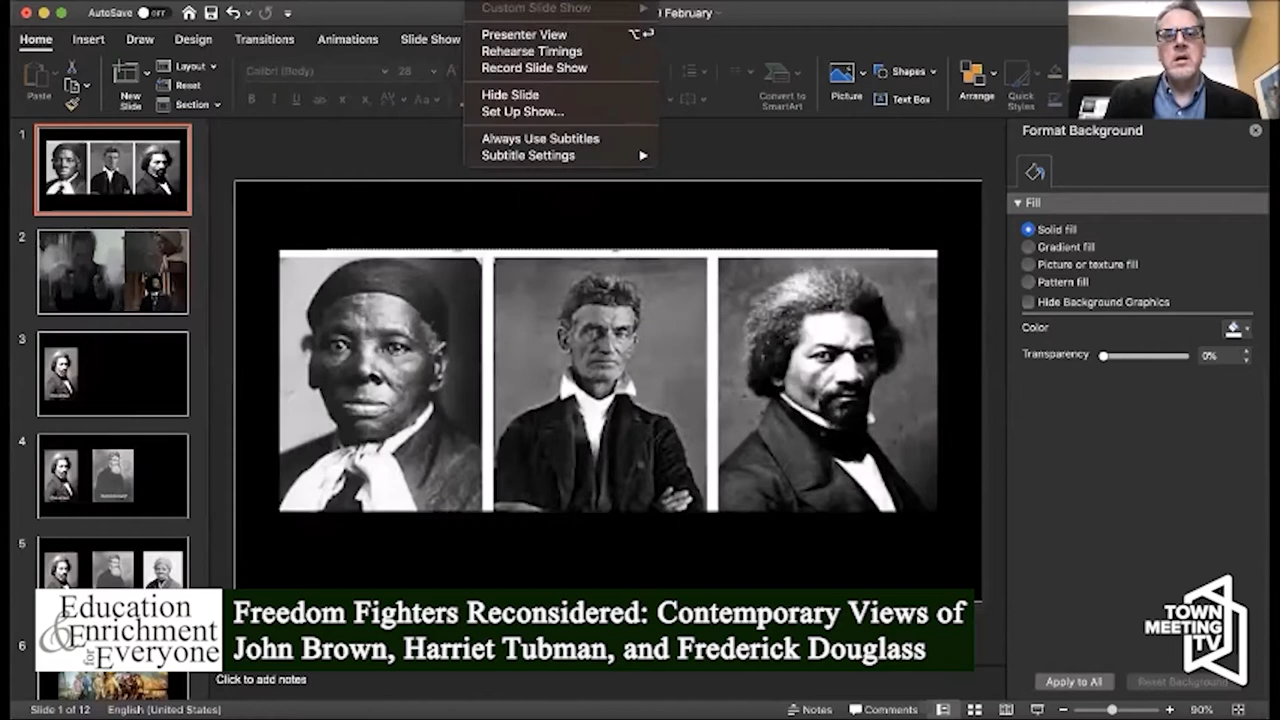 AutoSave OFF
Custom Slide Show
February
Home Insert Draw Design Transitions Animations Slide Show
Presenter View
Rehearse Timings
Record Slide Show
Hide Slide
Set Up Show...
Always Use Subtitles
Subtitle Settings
Paste
New
Slide
Layout
Reset
Section
Calibri (Body) 28
Convert to
SmartArt
Picture
Shapes
Text Box
Arrange
Quick
Styles
Format Background
Fill
Solid fill
Gradient fill
Picture or texture fill
Pattern fill
Hide Background Graphics
Color
Transparency 0%
1
2
3
4
5
6
Education
& Enrichment
for Everyone
Freedom Fighters Reconsidered: Contemporary Views of
John Brown, Harriet Tubman, and Frederick Douglass
TOWN
MEETING
TV
Click to add notes
Apply to All Reset Background
Slide 1 of 12 English (United States) Notes Comments 90%